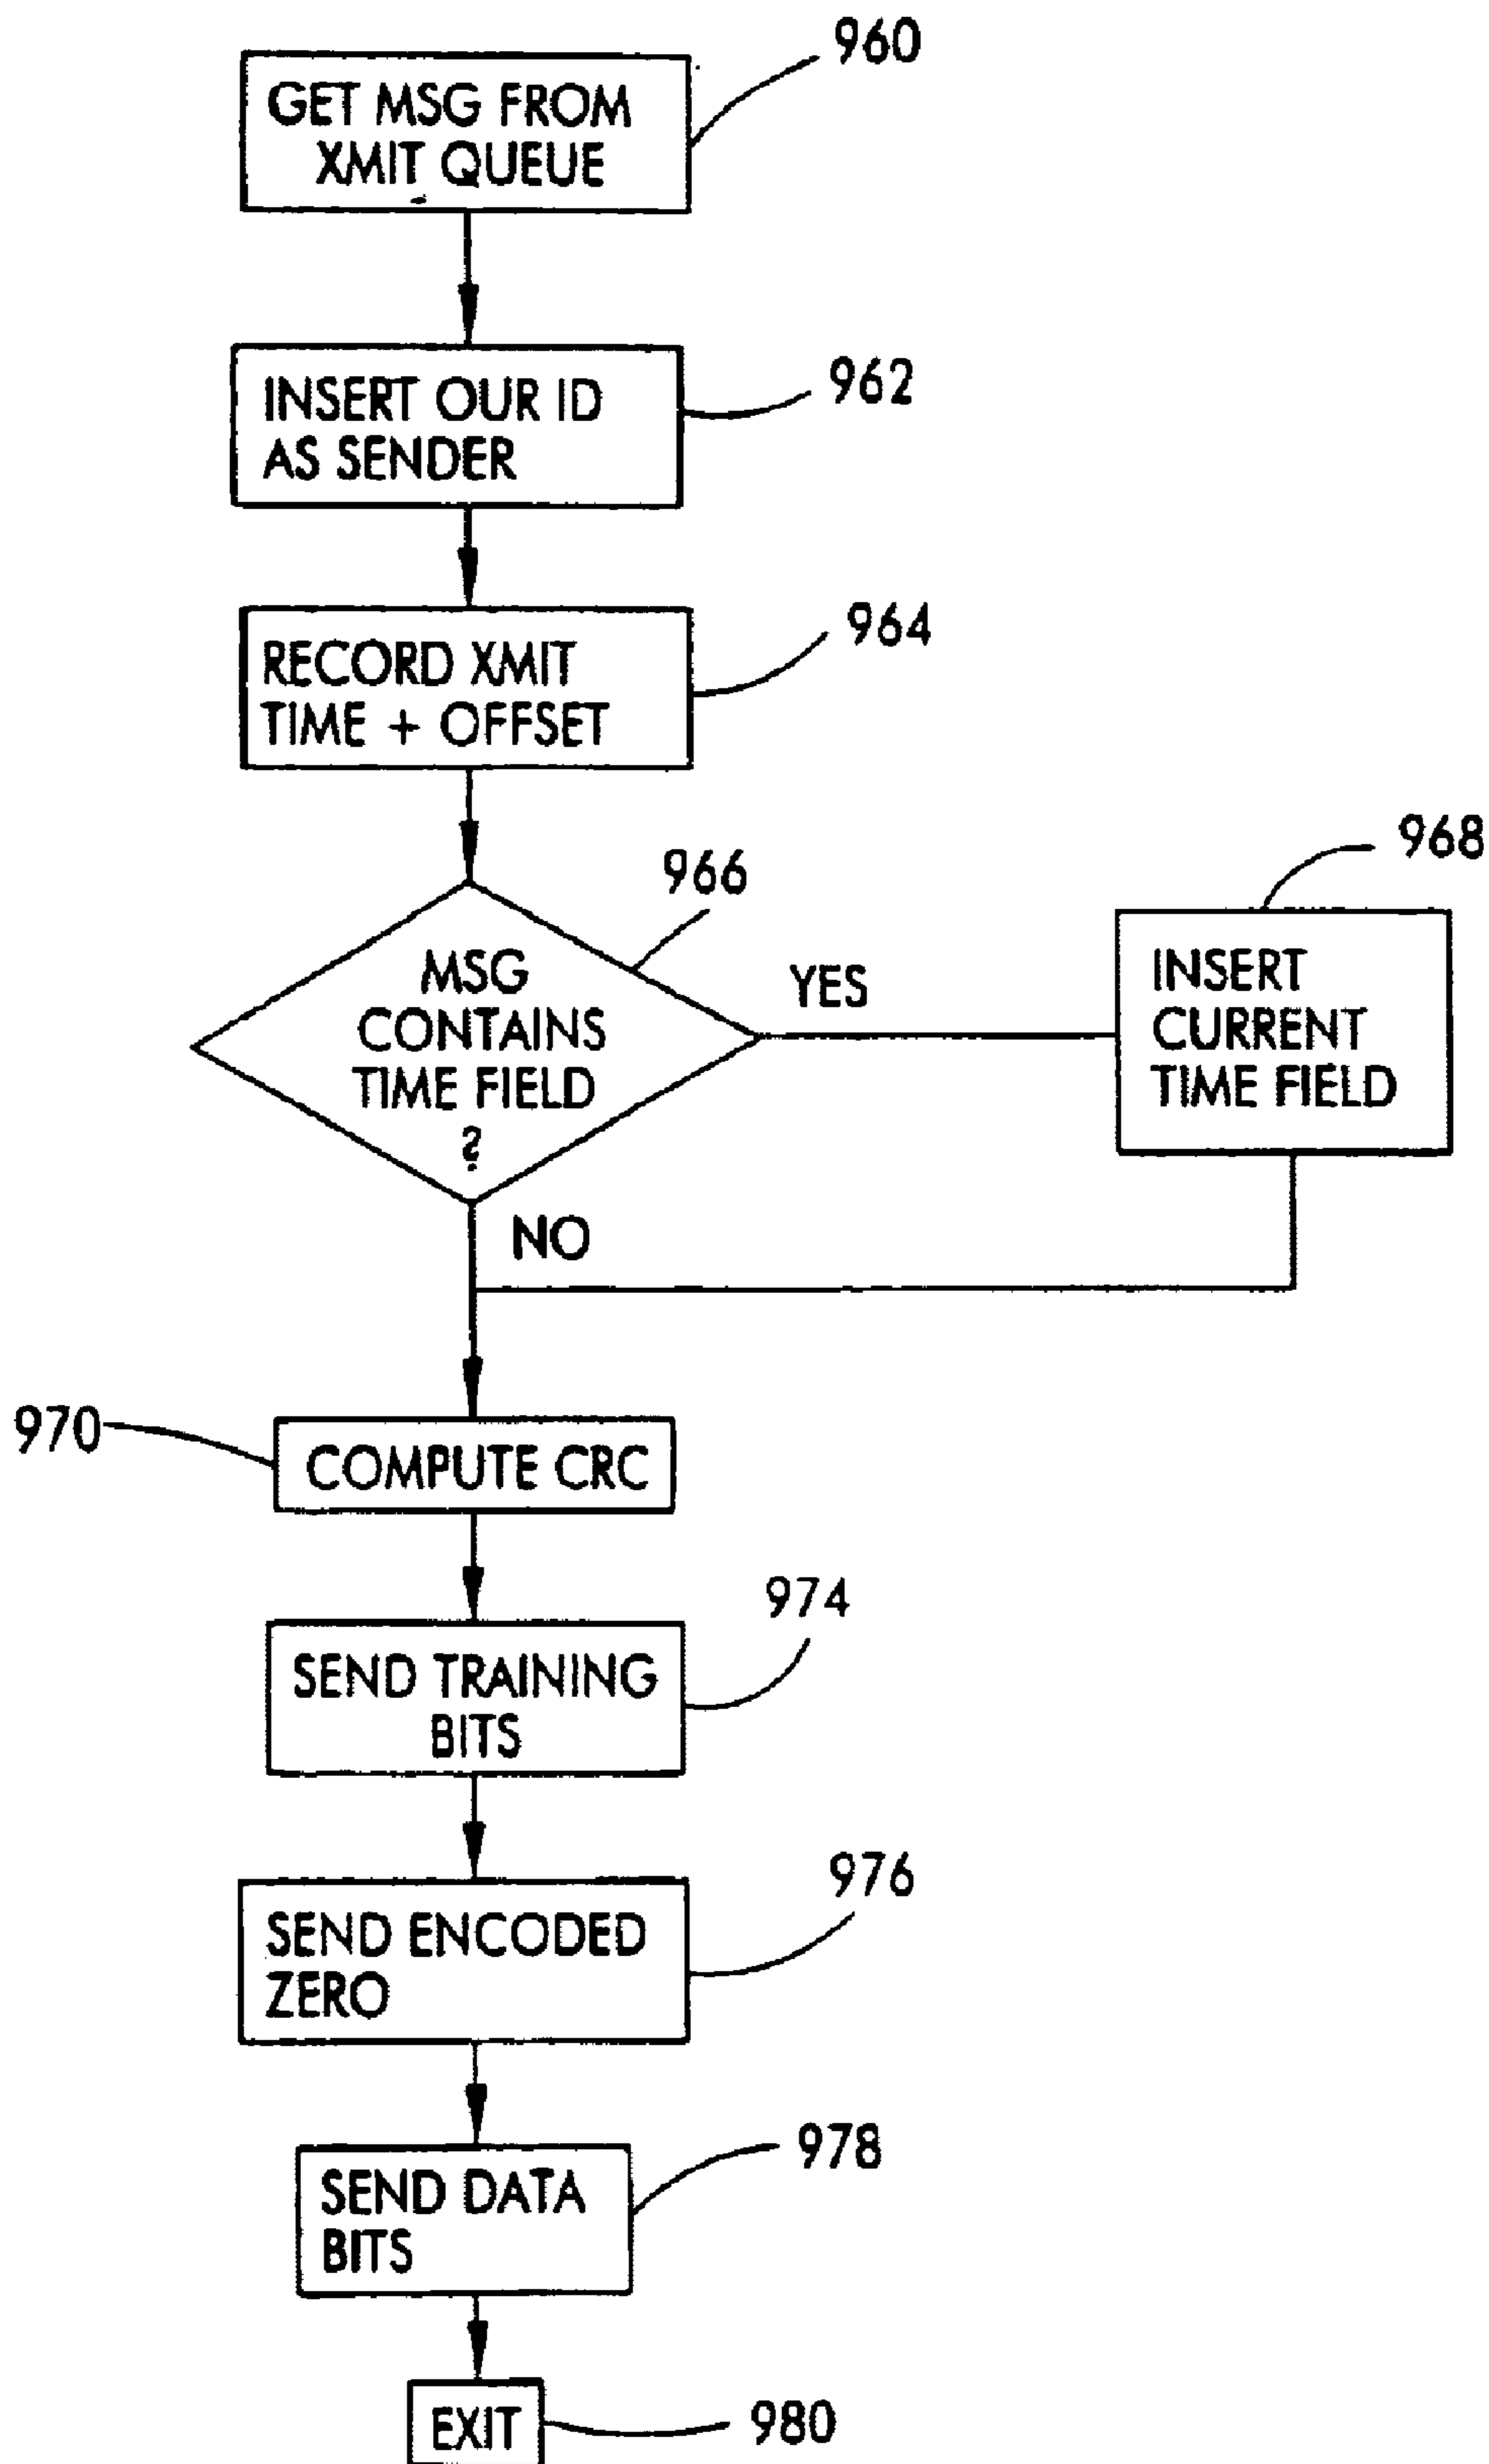 960
GET MSG FROM
XMIT QUEUE
962
INSERT OUR ID
AS SENDER
964
RECORD XMIT
TIME + OFFSET
966
MSG
CONTAINS
TIME FIELD
?
YES
968
INSERT
CURRENT
TIME FIELD
NO
970
COMPUTE CRC
974
SEND TRAINING
BITS
976
SEND ENCODED
ZERO
978
SEND DATA
BITS
EXIT
980